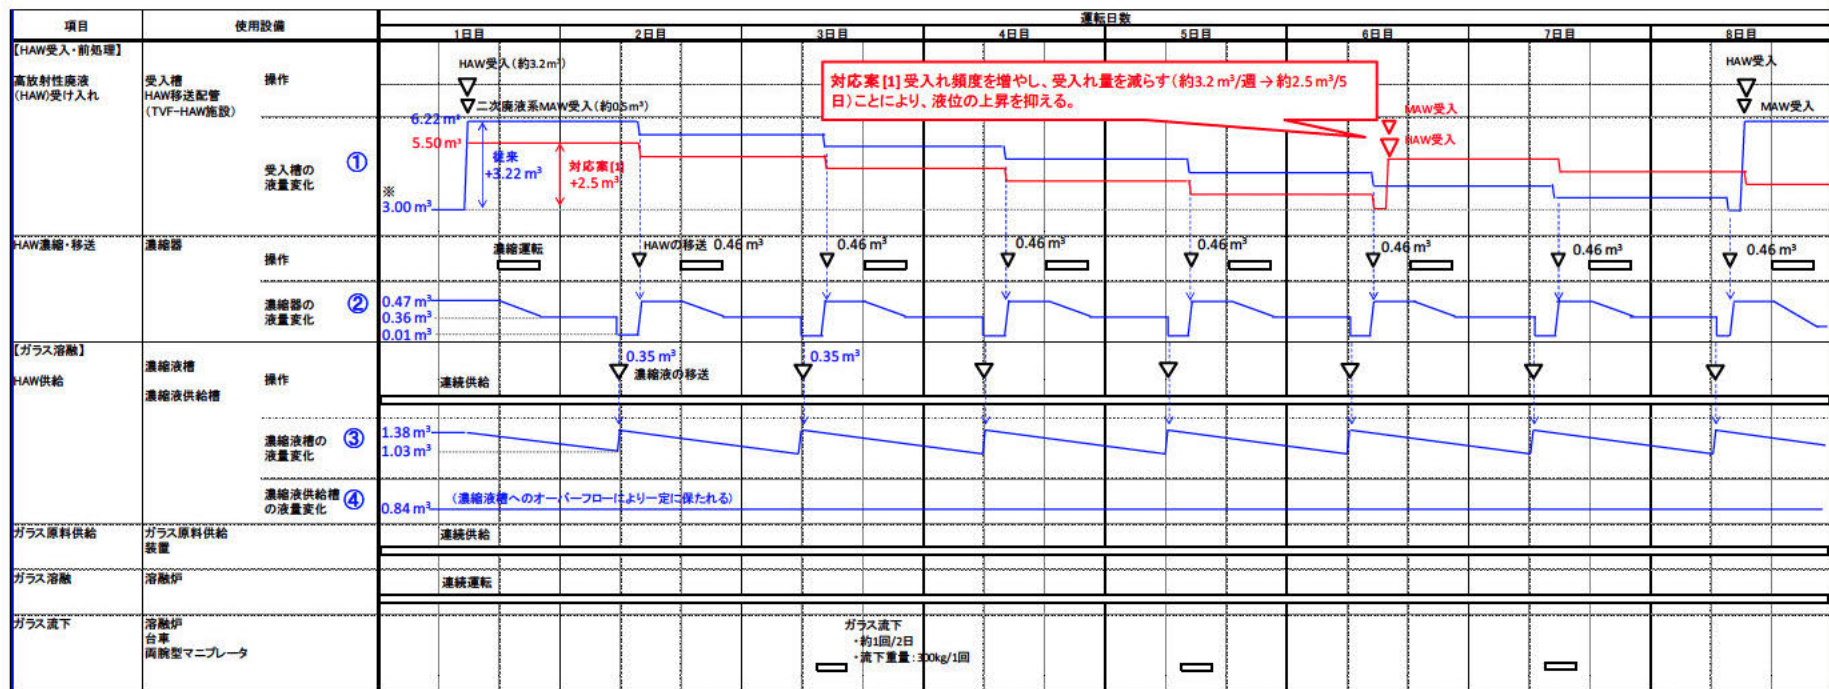 項目
使用設備
運転日数
1日目
2日目
3日目
4日目
5日目
6日目
7日目
8日目
【HAW受入・前処理】
高放射性廃液
(HAW)受け入れ
受入槽
HAW移送配管
(TVF-HAW施設)
操作
HAW受入(約3.2㎥)
二次廃液系MAW受入(約0.5m³)
対応案[1] 受入れ頻度を増やし、受入れ量を減らす(約3.2 m³/週 → 約2.5 m³/5
日)ことにより、液位の上昇を抑える。
MAW受入
HAW受入
HAW受入
MAW受入
受入槽の
液量変化
①
6.22 m³
5.50 m³
※
3.00 m³
従来
+3.22 m³
対応案[1]
+2.5 m³
HAW濃縮・移送
濃縮器
操作
濃縮運転
HAWの移送 0.46 m³
0.46 m³
0.46 m³
0.46 m³
0.46 m³
0.46 m³
0.46 m³
濃縮器の
液量変化
②
0.47 m³
0.36 m³
0.01 m³
【ガラス溶融】
HAW供給
濃縮液槽
濃縮液供給槽
操作
連続供給
0.35 m³
濃縮液の移送
0.35 m³
濃縮液槽の
液量変化
③
1.38 m³
1.03 m³
濃縮液供給槽
の液量変化
④
0.84 m³
(濃縮液槽へのオーバーフローにより一定に保たれる)
ガラス原料供給
ガラス原料供給
装置
連続供給
ガラス溶融
溶融炉
連続運転
ガラス流下
溶融炉
台車
両腕型マニプレータ
ガラス流下
・約1回/2日
・流下重量:300kg/1回